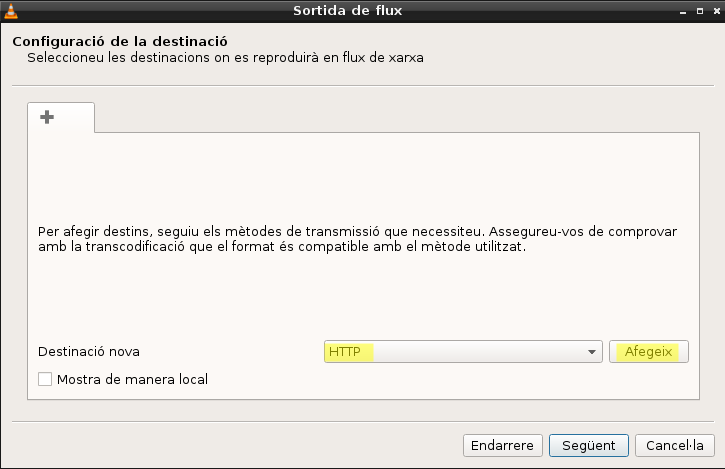 Sortida de flux
Configuració de la destinació
Seleccioneu les destinacions on es reproduirà en flux de xarxa
Per afegir destins, seguiu els mètodes de transmissió que necessiteu. Assegureu-vos de comprovar
amb la transcodificació que el format és compatible amb el mètode utilitzat.
Destinació nova
HTTP
Afegeix
Mostra de manera local
Endarrere
Següent
Cancel·la